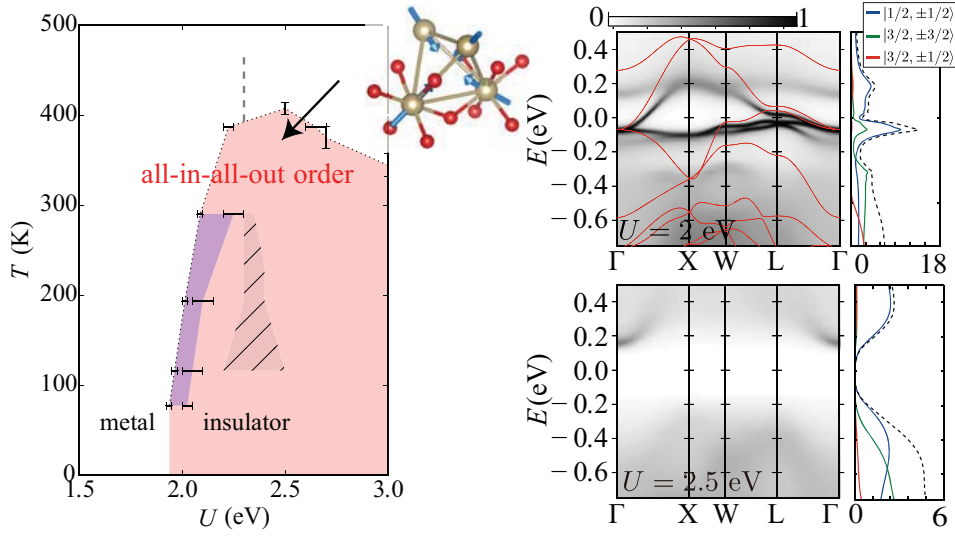 500
400
300
200
100
0
T (K)
1.5
2.0
2.5
3.0
U (eV)
all-in-all-out order
metal
insulator
0
1
|1/2, ±1/2⟩
|3/2, ±3/2⟩
|3/2, ±1/2⟩
E(eV)
0.4
0.2
0.0
−0.2
−0.4
−0.6
U = 2 eV
Γ
X
W
L
Γ
0
18
E(eV)
0.4
0.2
0.0
−0.2
−0.4
−0.6
U = 2.5 eV
Γ
X
W
L
Γ
0
6